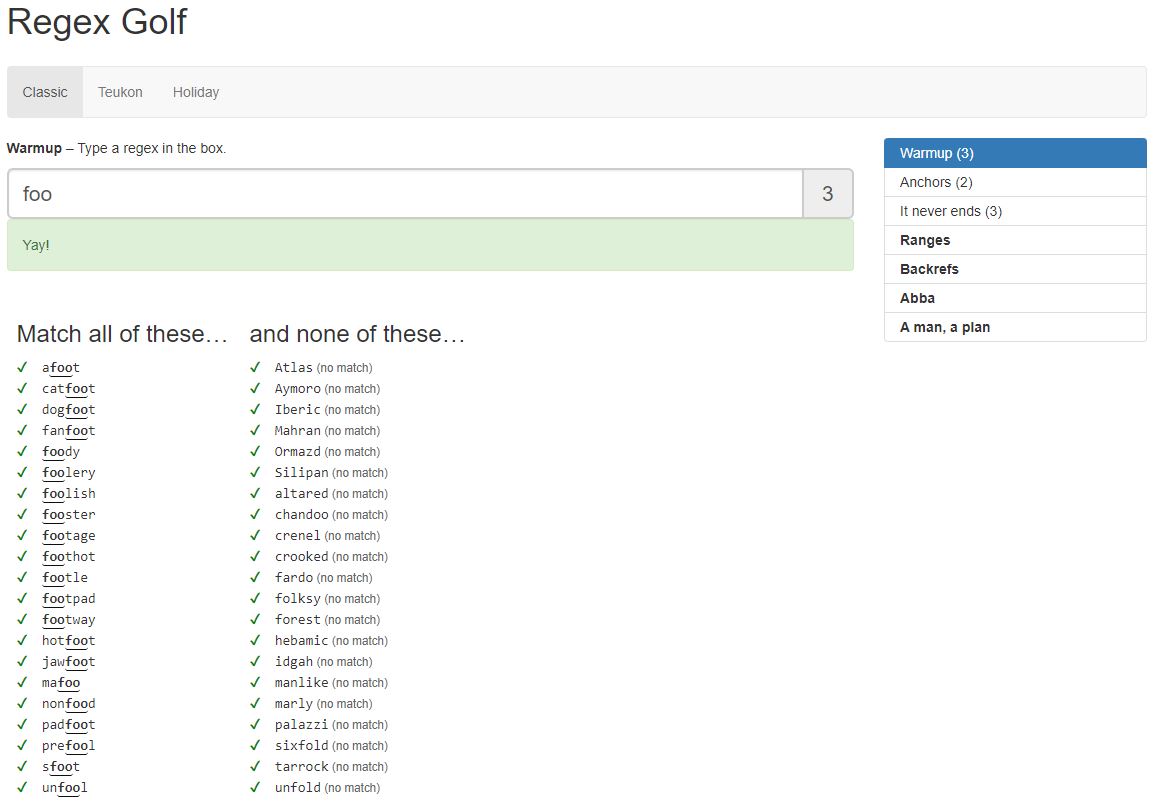 Regex Golf
Classic Teukon Holiday
Warmup – Type a regex in the box.
foo 3
Yay!
Warmup (3)
Anchors (2)
It never ends (3)
Ranges
Backrefs
Abba
A man, a plan
Match all of these… and none of these…
✓ afoot ✓ Atlas (no match)
✓ catfoot ✓ Aymoro (no match)
✓ dogfoot ✓ Iberic (no match)
✓ fanfoot ✓ Mahran (no match)
✓ foody ✓ Ormazd (no match)
✓ foolery ✓ Silipan (no match)
✓ foolish ✓ altared (no match)
✓ fooster ✓ chandoo (no match)
✓ footage ✓ crenel (no match)
✓ foothot ✓ crooked (no match)
✓ footle ✓ fardo (no match)
✓ footpad ✓ folksy (no match)
✓ footway ✓ forest (no match)
✓ hotfoot ✓ hebamic (no match)
✓ jawfoot ✓ idgah (no match)
✓ mafoo ✓ manlike (no match)
✓ nonfood ✓ marly (no match)
✓ padfoot ✓ palazzi (no match)
✓ prefool ✓ sixfold (no match)
✓ sfoot ✓ tarrock (no match)
✓ unfool ✓ unfold (no match)